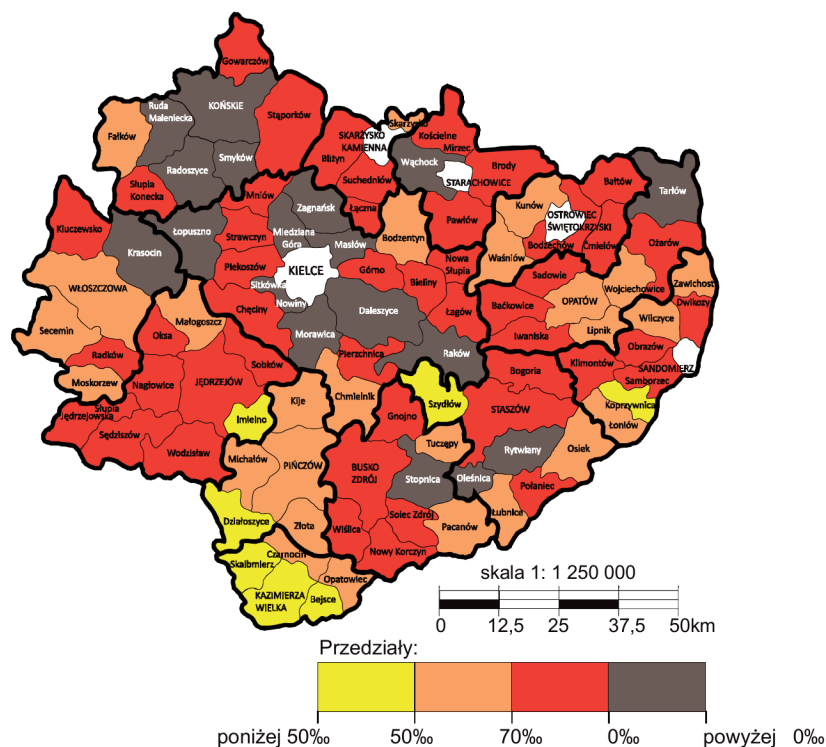 Gowarczów
Ruda
Maleniecka
KOŃSKIE
Stąporków
Fałków
Smyków
Radoszyce
Słupia
Konecka
SKARŻYSKO
KAMIENNA
Skarżysko
Kościelne
Mirzec
Bliżyn
Wąchock
Suchedniów
STARACHOWICE
Brody
Łączna
Pawłów
Kunów
Bałtów
Tarłów
OSTROWIEC
ŚWIĘTOKRZYSKI
Bodzechów
Ćmielów
Ożarów
Waśniów
Kluczewsko
Krasocin
Łopuszno
Mniów
Zagnańsk
Strawczyn
Miedziana
Góra
Masłów
Bodzentyn
Piekoszów
KIELCE
Sitkówka
Nowiny
Górno
Bieliny
Nowa
Słupia
Chęciny
Daleszyce
Łagów
Morawica
Pierzchnica
Raków
WŁOSZCZOWA
Secemin
Małogoszcz
Oksa
Radków
Moskorzew
Nagłowice
JĘDRZEJÓW
Sobków
Słupia
Jędrzejowska
Sędziszów
Wodzisław
Imielno
Sadowie
Wojciechowice
Zawichost
Dwikozy
Baćkowice
OPATÓW
Lipnik
Wilczyce
Iwaniska
Obrazów
SANDOMIERZ
Klimontów
Samborzec
Koprzywnica
Łoniów
Bogoria
STASZÓW
Szydłów
Rytwiany
Osiek
Połaniec
Oleśnica
Łubnice
Kije
Chmielnik
Gnojno
Tuczępy
Michałów
PIŃCZÓW
BUSKO
ZDRÓJ
Stopnica
Działoszyce
Złota
Wiślica
Solec Zdrój
Pacanów
Nowy Korczyn
Czarnocin
Skalbmierz
Opatowiec
KAZIMIERZA
WIELKA
Bejsce
skala 1: 1 250 000
0 12,5 25 37,5 50km
Przedziały:
poniżej 50‰ 50‰ 70‰ 0‰ powyżej 0‰